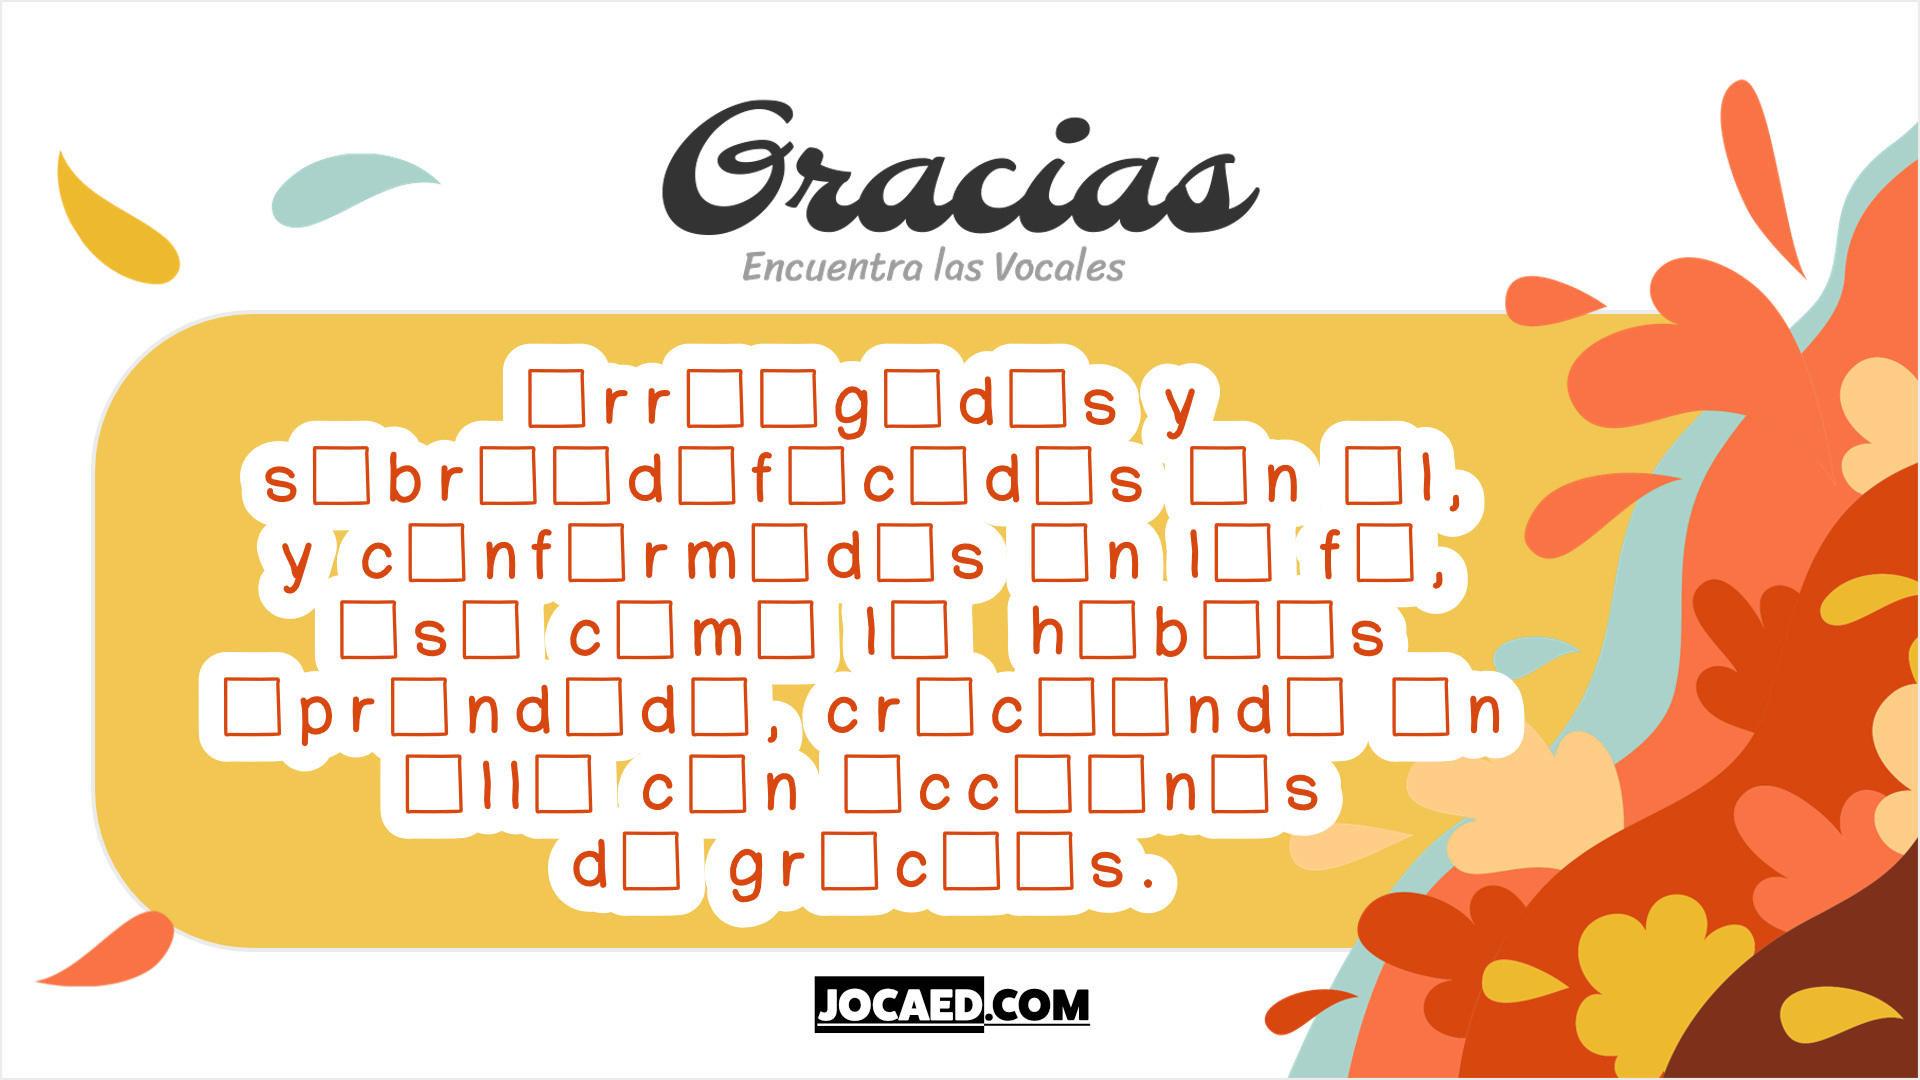 Gracias
Encuentra las Vocales
□rr□□g□d□s y
s□br□□d□f□c□d□s □n □l,
y c□nf□rm□d□s □n l□ f□,
□s□ c□m□ l□ h□b□□s
□pr□nd□d□, cr□c□□nd□ □n
□ll□ c□n □cc□□n□s
d□ gr□c□□s.
JOCAED.COM